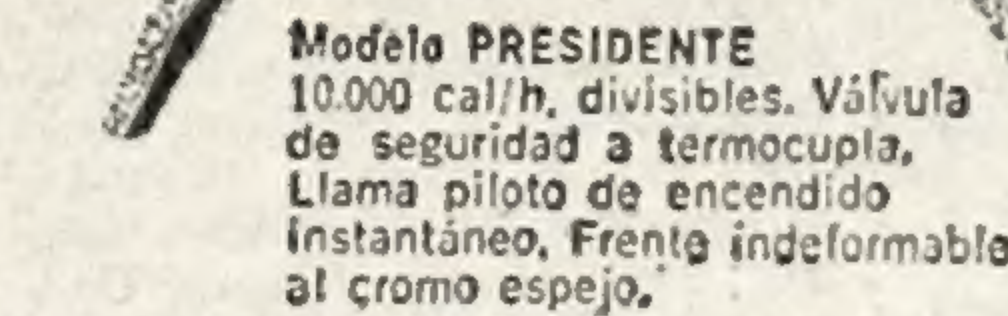 Modelo PRESIDENTE
10.000 cal/h, divisibles. Válvula
de seguridad a termocupla.
Llama piloto de encendido
instantáneo. Frente indeformable
al cromo espejo.